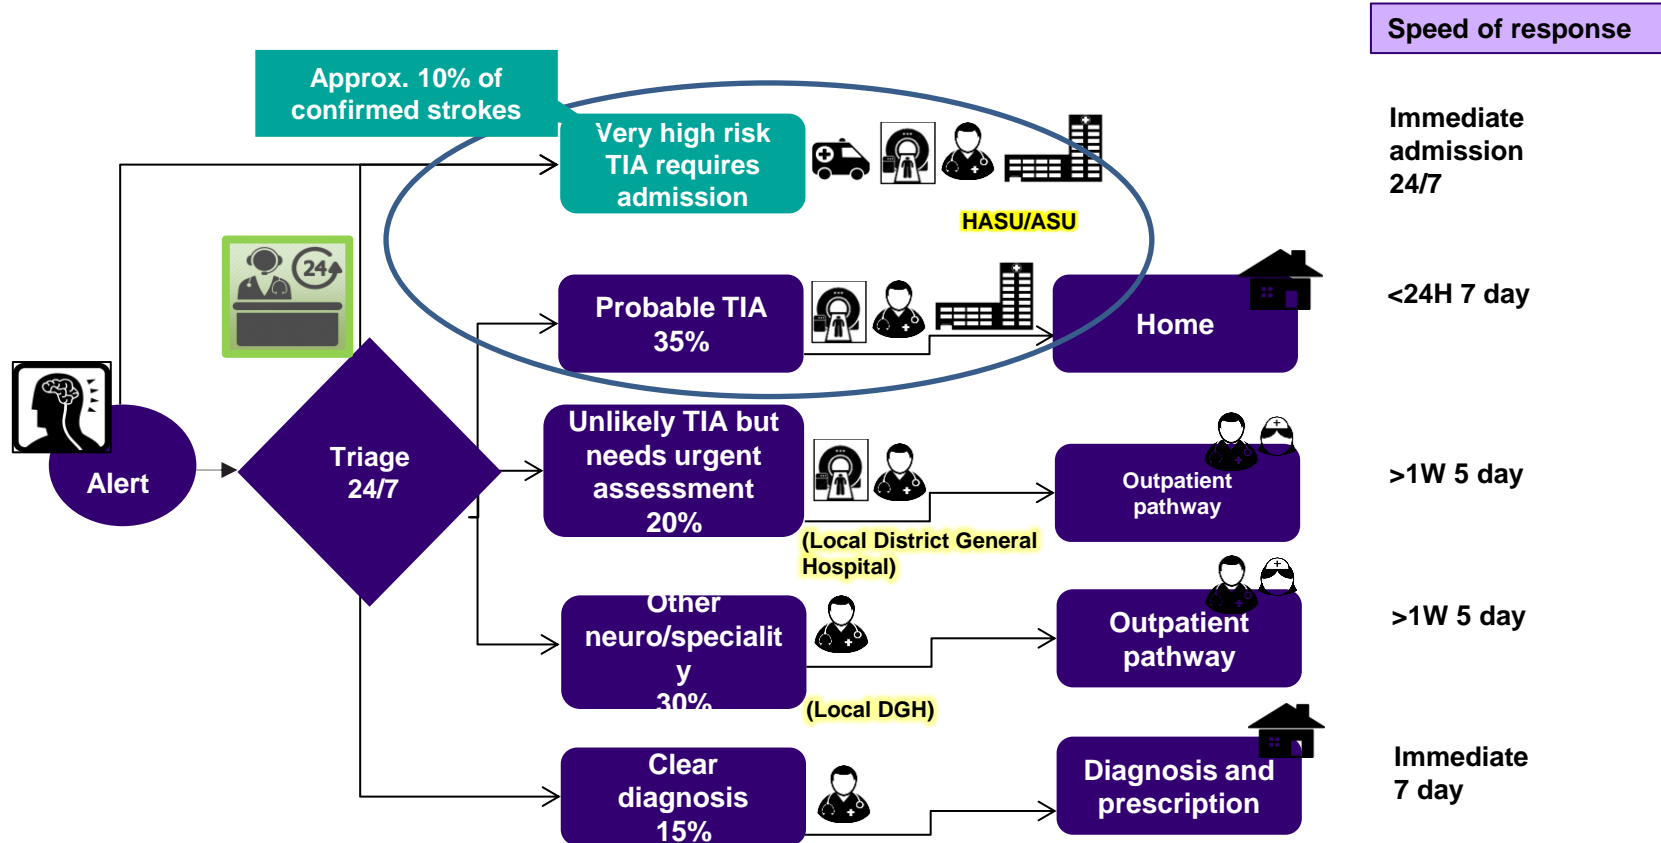 Speed of response
Approx. 10% of
confirmed strokes
Very high risk
TIA requires
admission
HASU/ASU
Immediate
admission
24/7
24
Probable TIA
35%
Home
<24H 7 day
Alert
Triage
24/7
Unlikely TIA but
needs urgent
assessment
20%
(Local District General
Hospital)
Outpatient
pathway
>1W 5 day
Other
neuro/specialit
y
30%
(Local DGH)
Outpatient
pathway
>1W 5 day
Clear
diagnosis
15%
Diagnosis and
prescription
Immediate
7 day